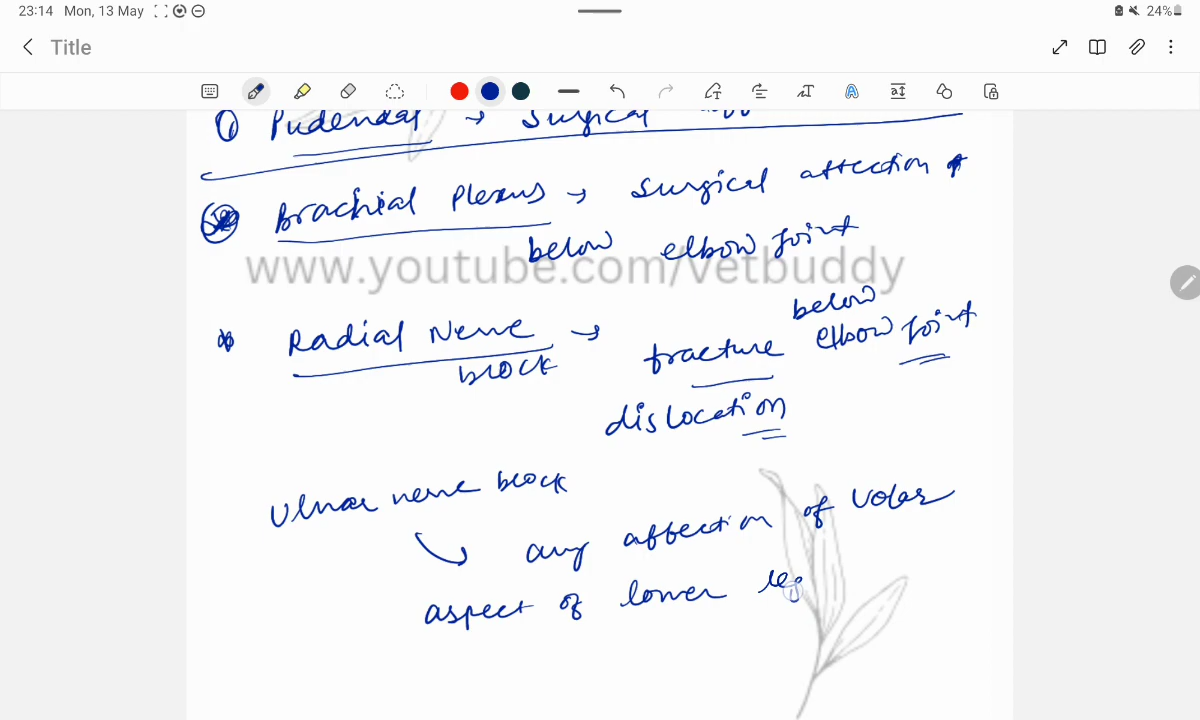 23:14 Mon, 13 May 24%
Title
① Pudendal → Surgical
Brachial Plexus → Surgical affection
below elbow joint
www.youtube.com/vetbuddy
* Radial Nerve block → fracture below elbow joint
dislocation
Ulnar nerve block
any affection of volar
aspect of lower leg